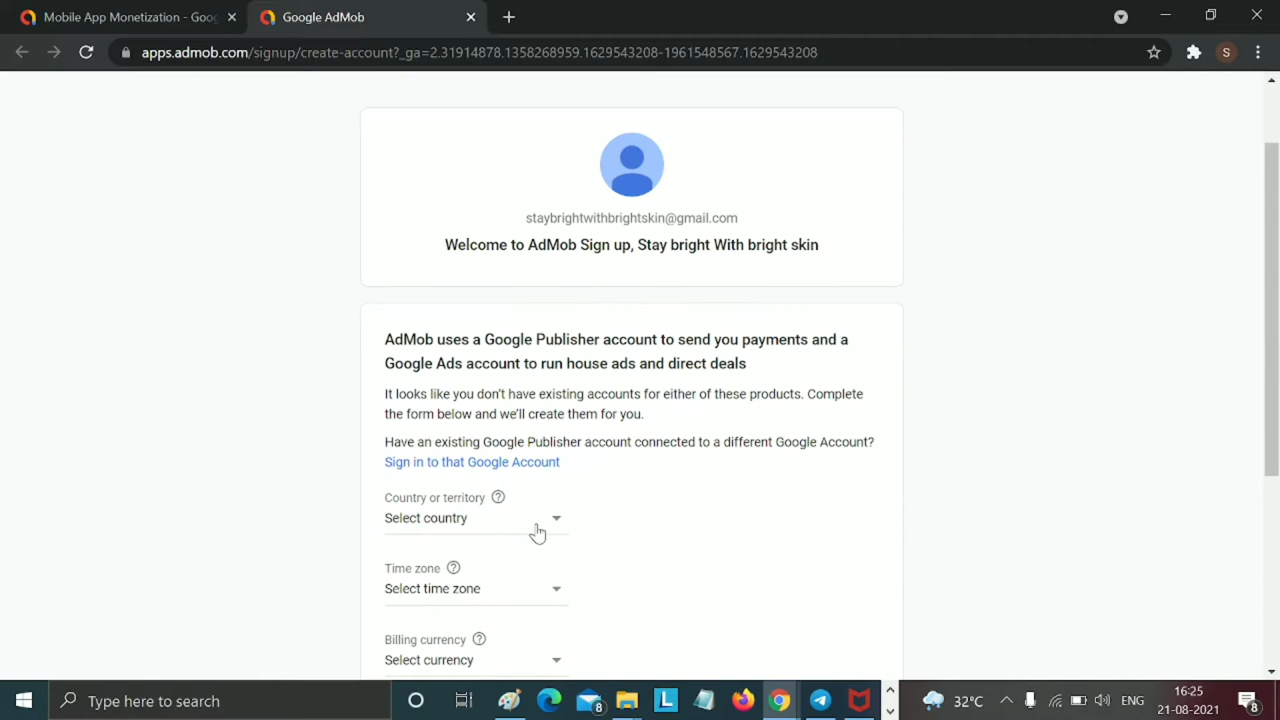 Mobile App Monetization - Goog
Google AdMob
apps.admob.com/signup/create-account?_ga=2.31914878.1358268959.1629543208-1961548567.1629543208
S
staybrightwithbrightskin@gmail.com
Welcome to AdMob Sign up, Stay bright With bright skin
AdMob uses a Google Publisher account to send you payments and a
Google Ads account to run house ads and direct deals
It looks like you don't have existing accounts for either of these products. Complete
the form below and we'll create them for you.
Have an existing Google Publisher account connected to a different Google Account?
Sign in to that Google Account
Country or territory ?
Select country
Time zone ?
Select time zone
Billing currency ?
Select currency
Type here to search
8
L
32°C
ENG
16:25
21-08-2021
8